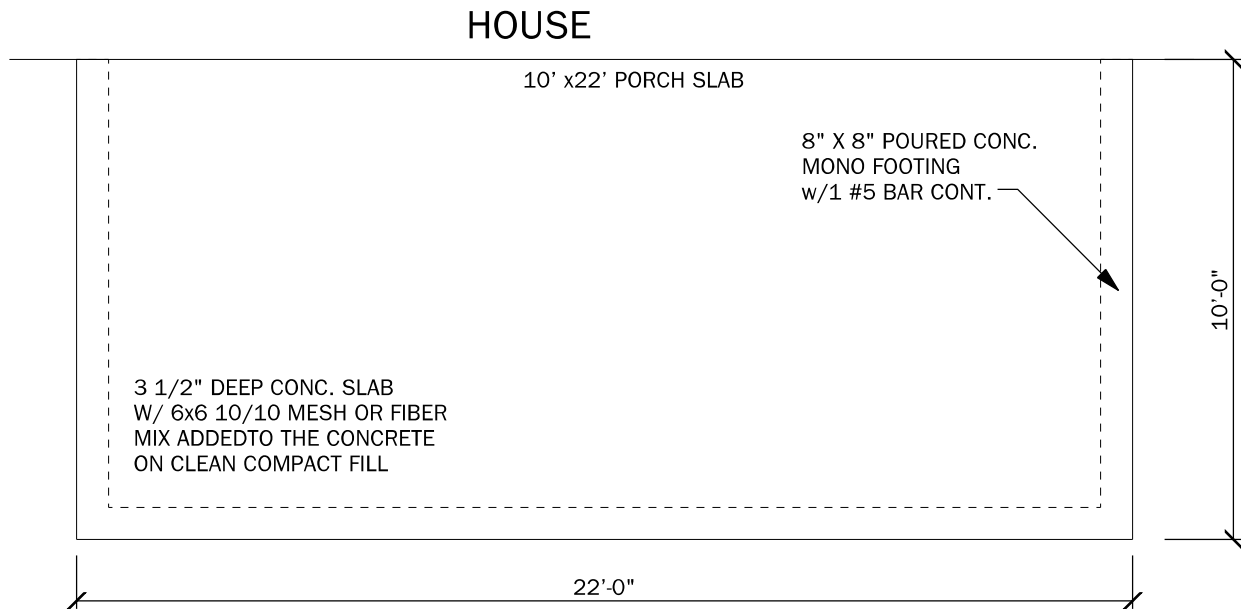 HOUSE
10' x22' PORCH SLAB
8" X 8" POURED CONC.
MONO FOOTING
w/1 #5 BAR CONT.
10'-0"
3 1/2" DEEP CONC. SLAB
W/ 6x6 10/10 MESH OR FIBER
MIX ADDEDTO THE CONCRETE
ON CLEAN COMPACT FILL
22'-0"